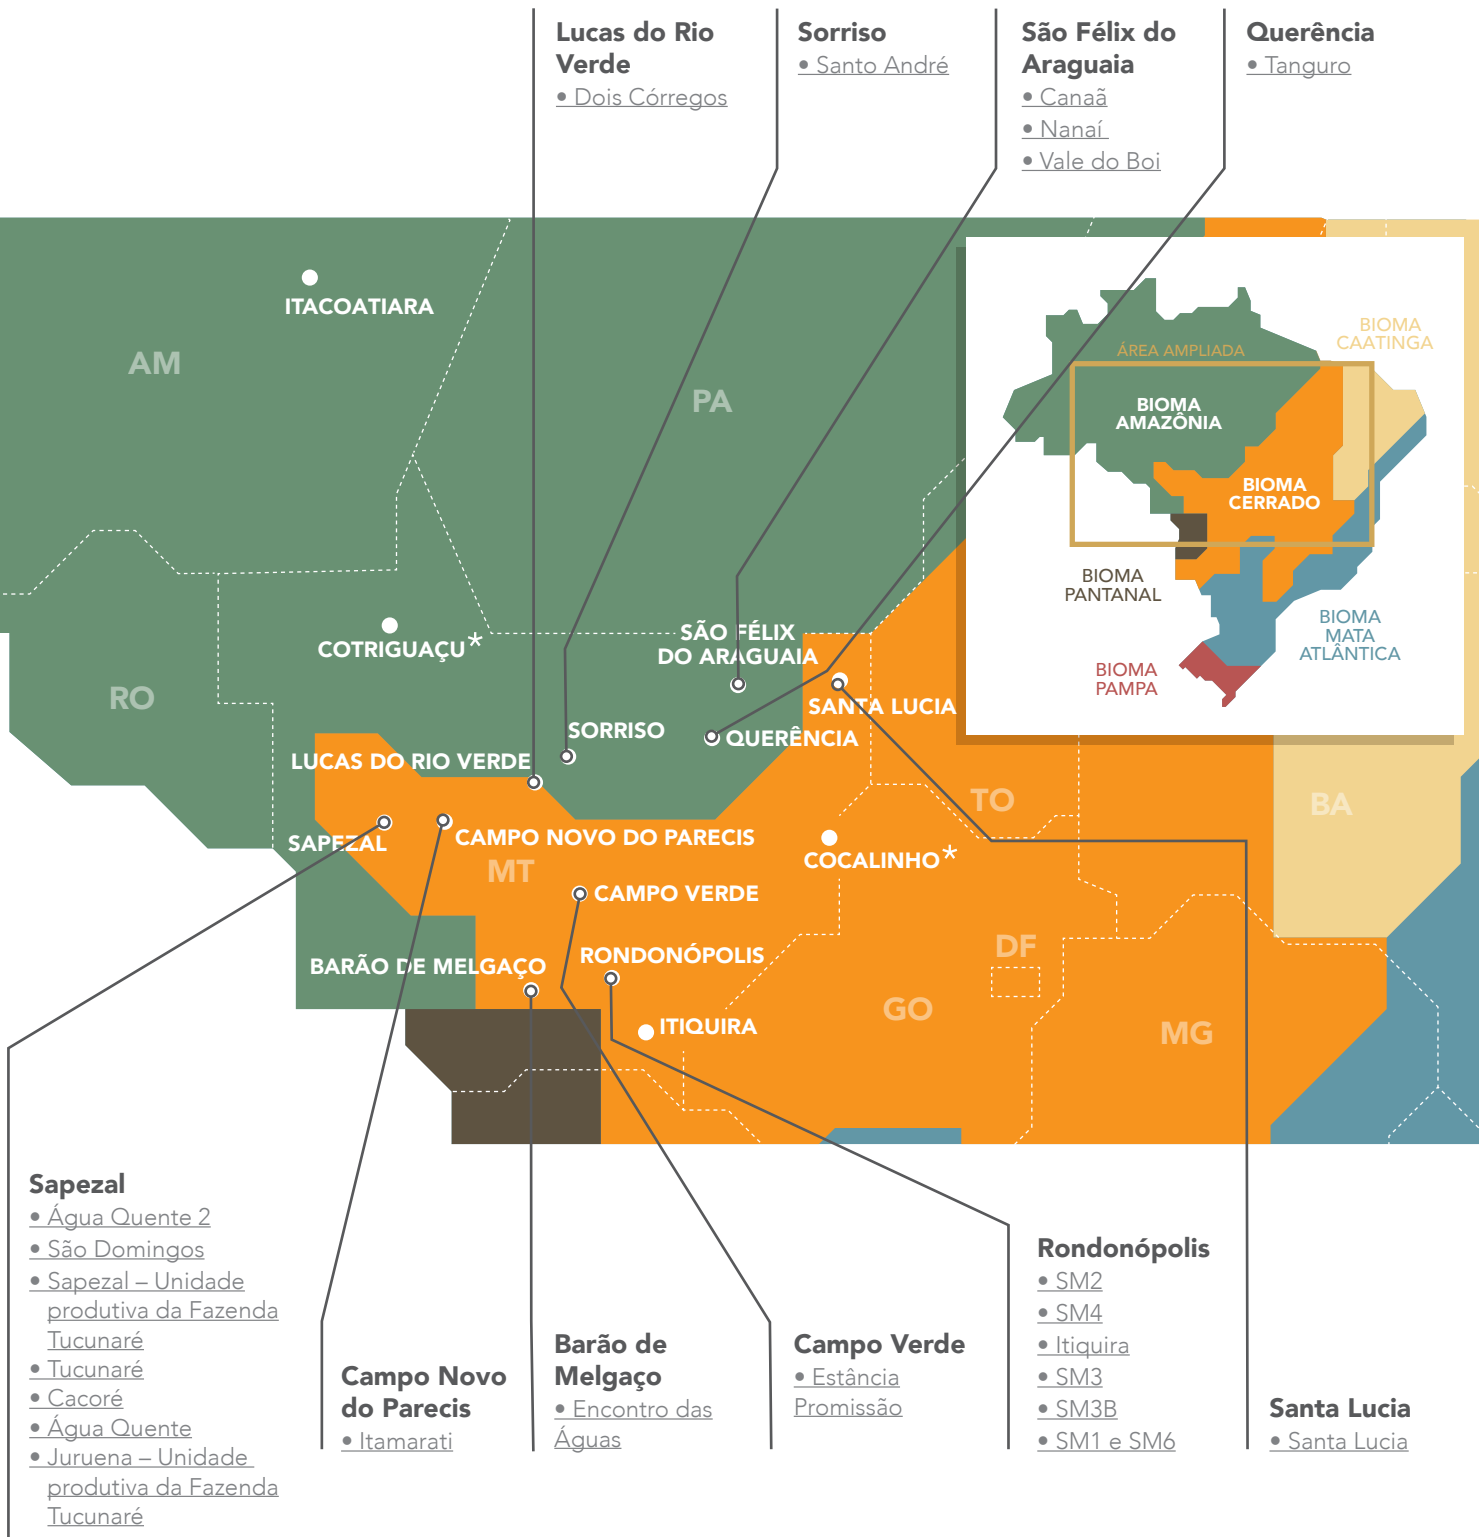 Lucas do Rio
Verde
• Dois Córregos
Sorriso
• Santo André
São Félix do
Araguaia
• Canaã
• Nanaí
• Vale do Boi
Querência
• Tanguro
ITACOATIARA
AM
PA
BIOMA
CAATINGA
ÁREA AMPLIADA
BIOMA
AMAZÔNIA
BIOMA
CERRADO
BIOMA
PANTANAL
BIOMA
MATA
ATLÂNTICA
BIOMA
PAMPA
COTRIGUAÇU*
SÃO FÉLIX
DO ARAGUAIA
RO
SANTA LUCIA
SORRISO
QUERÊNCIA
LUCAS DO RIO VERDE
TO
BA
SAPEZAL
CAMPO NOVO DO PARECIS
COCALINHO*
MT
CAMPO VERDE
DF
RONDONÓPOLIS
BARÃO DE MELGAÇO
GO
ITIQUIRA
MG
Sapezal
• Água Quente 2
• São Domingos
• Sapezal – Unidade
produtiva da Fazenda
Tucunaré
• Tucunaré
• Cacoré
• Água Quente
• Juruena – Unidade
produtiva da Fazenda
Tucunaré
Campo Novo
do Parecis
• Itamarati
Barão de
Melgaço
• Encontro das
Águas
Campo Verde
• Estância
Promissão
Rondonópolis
• SM2
• SM4
• Itiquira
• SM3
• SM3B
• SM1 e SM6
Santa Lucia
• Santa Lucia